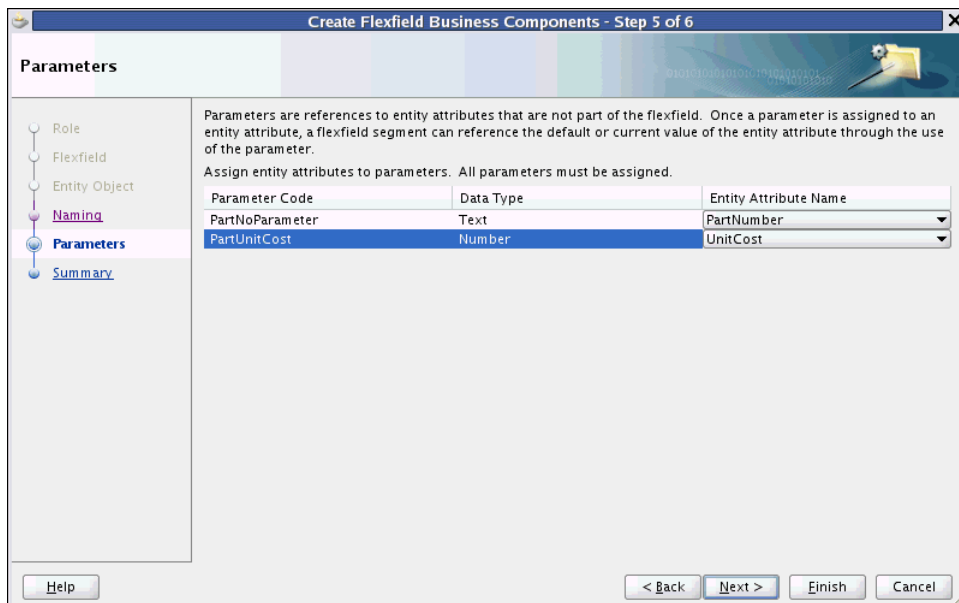 Create Flexfield Business Components - Step 5 of 6
Parameters
Role
Flexfield
Entity Object
Naming
Parameters
Summary
Parameters are references to entity attributes that are not part of the flexfield. Once a parameter is assigned to an
entity attribute, a flexfield segment can reference the default or current value of the entity attribute through the use
of the parameter.
Assign entity attributes to parameters. All parameters must be assigned.
Parameter Code Data Type Entity Attribute Name
PartNoParameter Text PartNumber
PartUnitCost Number UnitCost
Help < Back Next > Finish Cancel